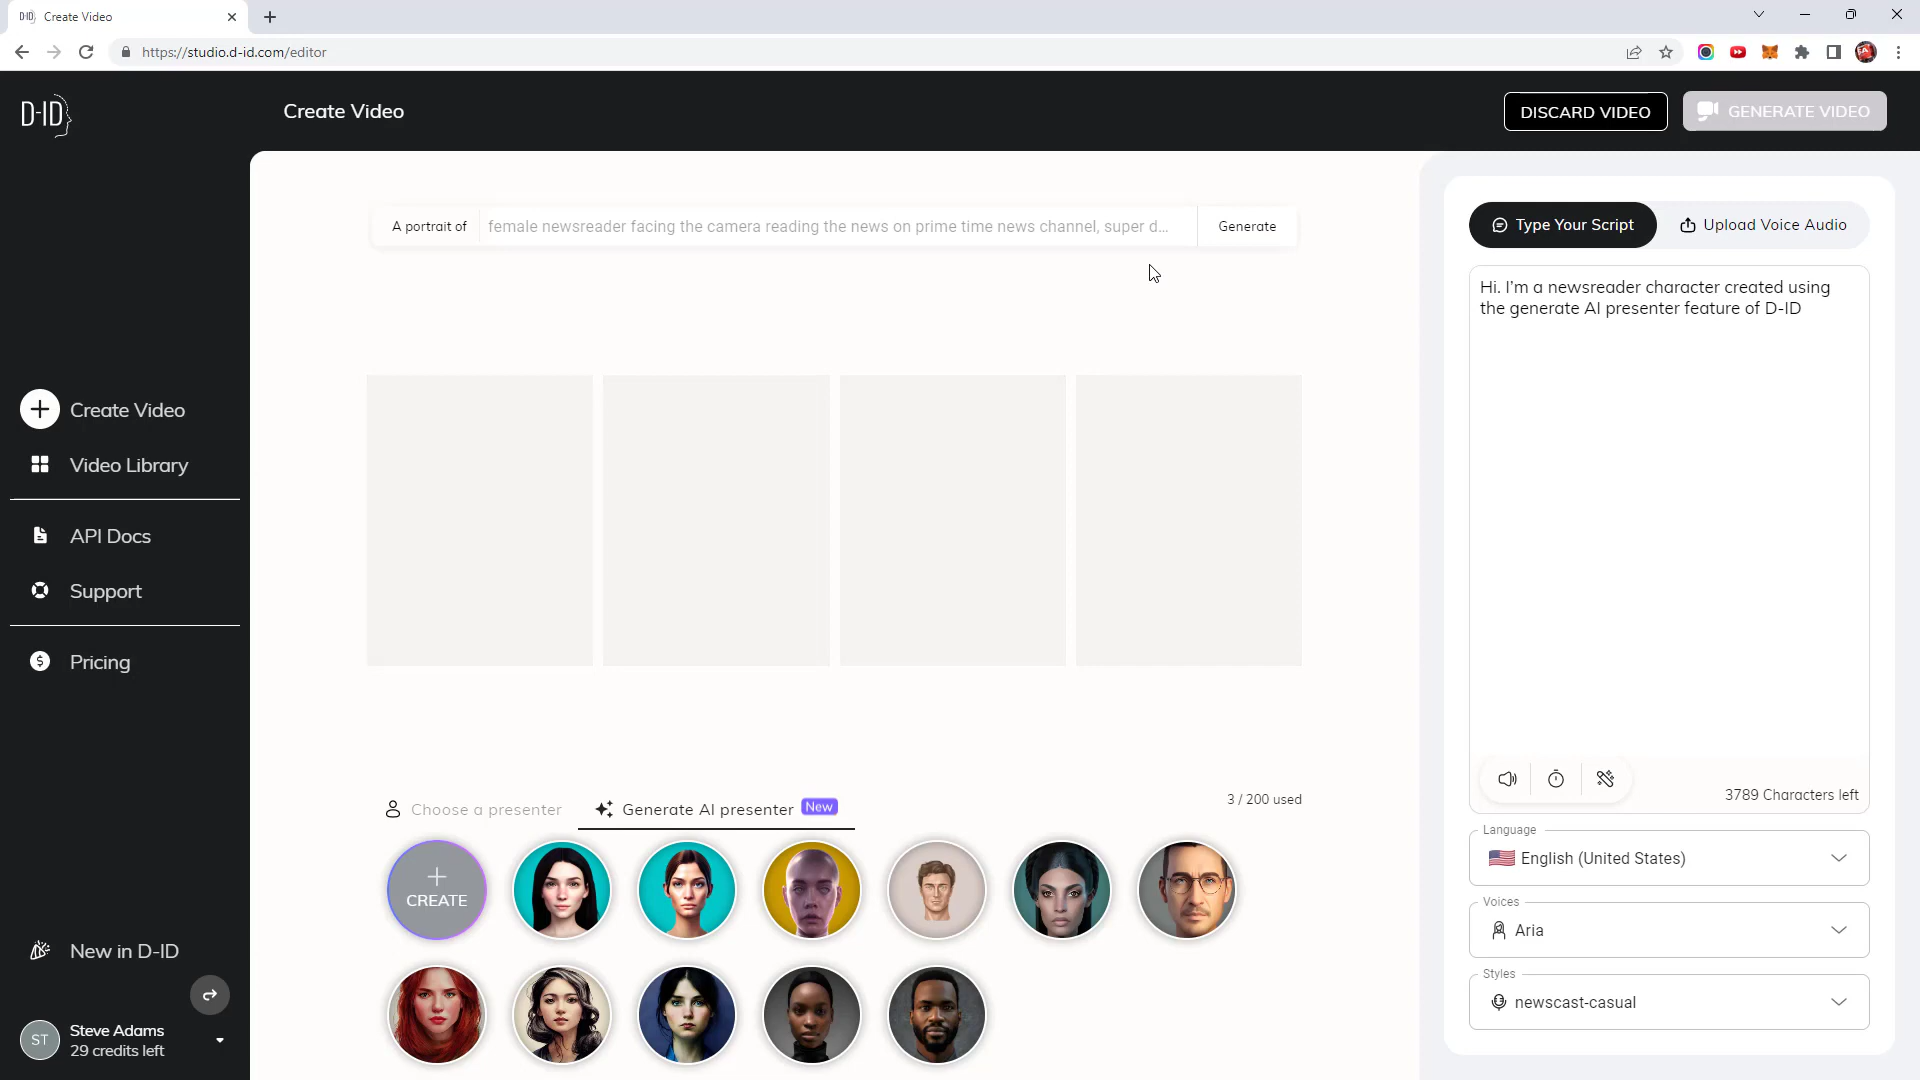 D-ID Create Video
https://studio.d-id.com/editor
D-ID
Create Video
DISCARD VIDEO
GENERATE VIDEO
A portrait of
female newsreader facing the camera reading the news on prime time news channel, super d...
Generate
Type Your Script
Upload Voice Audio
Hi. I'm a newsreader character created using
the generate AI presenter feature of D-ID
3789 Characters left
Create Video
Video Library
API Docs
Support
Pricing
New in D-ID
ST
Steve Adams
29 credits left
Choose a presenter
Generate AI presenter
New
3 / 200 used
CREATE
Language
English (United States)
Voices
Aria
Styles
newscast-casual